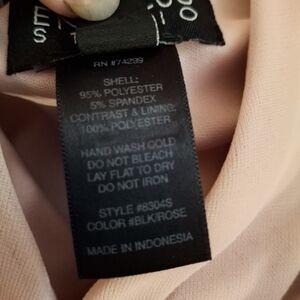 RN #74299
SHELL:
95% POLYESTER
5% SPANDEX
CONTRAST & LINING:
100% POLYESTER
HAND WASH COLD
DO NOT BLEACH
LAY FLAT TO DRY
DO NOT IRON
STYLE #8304S
COLOR #BLK/ROSE
MADE IN INDONESIA